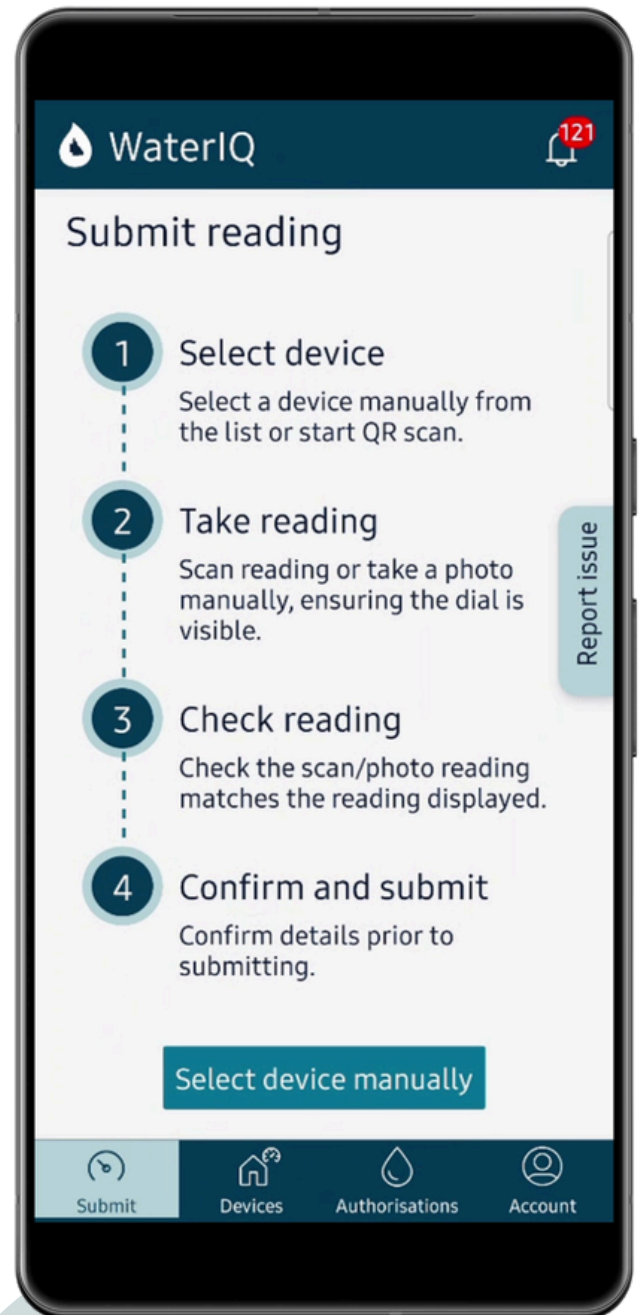 WaterIQ
121
Submit reading
1
Select device
Select a device manually from
the list or start QR scan.
2
Take reading
Scan reading or take a photo
manually, ensuring the dial is
visible.
Report issue
3
Check reading
Check the scan/photo reading
matches the reading displayed.
4
Confirm and submit
Confirm details prior to
submitting.
Select device manually
Submit
Devices
Authorisations
Account